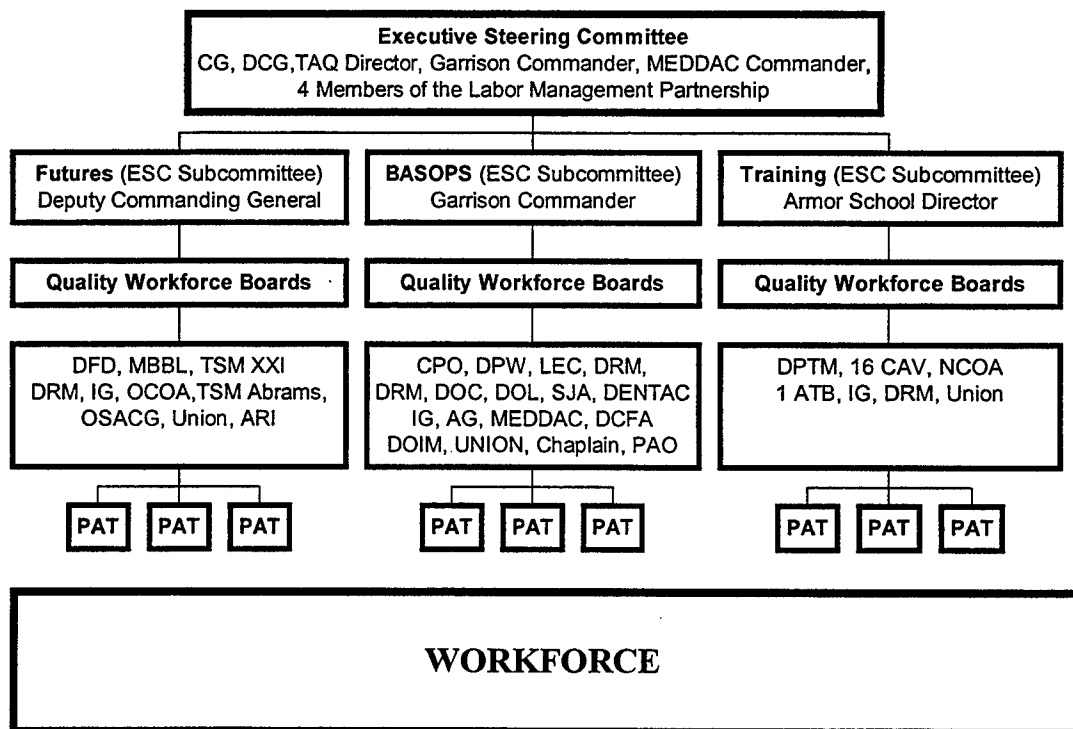 Executive Steering Committee
CG, DCG,TAQ Director, Garrison Commander, MEDDAC Commander,
4 Members of the Labor Management Partnership
Futures (ESC Subcommittee)
Deputy Commanding General
BASOPS (ESC Subcommittee)
Garrison Commander
Training (ESC Subcommittee)
Armor School Director
Quality Workforce Boards
Quality Workforce Boards
Quality Workforce Boards
DFD, MBBL, TSM XXI
DRM, IG, OCOA,TSM Abrams,
OSACG, Union, ARI
CPO, DPW, LEC, DRM,
DRM, DOC, DOL, SJA, DENTAC
IG, AG, MEDDAC, DCFA
DOIM, UNION, Chaplain, PAO
DPTM, 16 CAV, NCOA
1 ATB, IG, DRM, Union
PAT
PAT
PAT
PAT
PAT
PAT
PAT
PAT
PAT
WORKFORCE